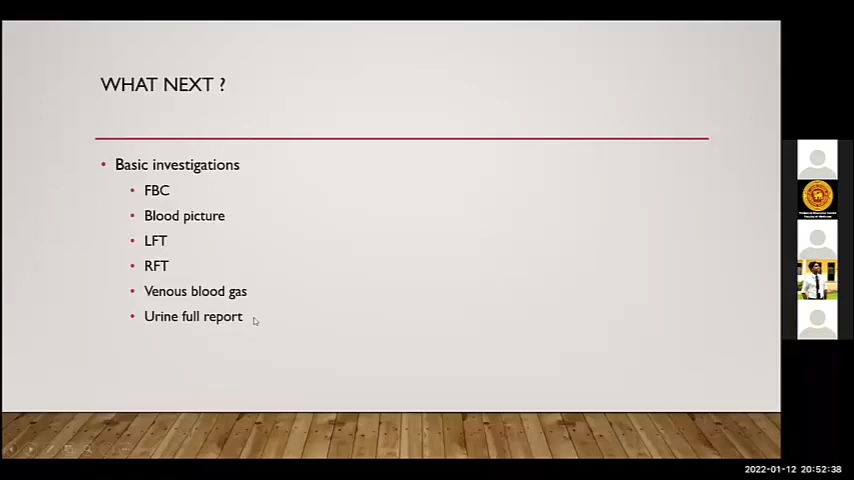 WHAT NEXT ?
• Basic investigations
• FBC
• Blood picture
• LFT
• RFT
• Venous blood gas
• Urine full report
2022-01-12 20:52:38